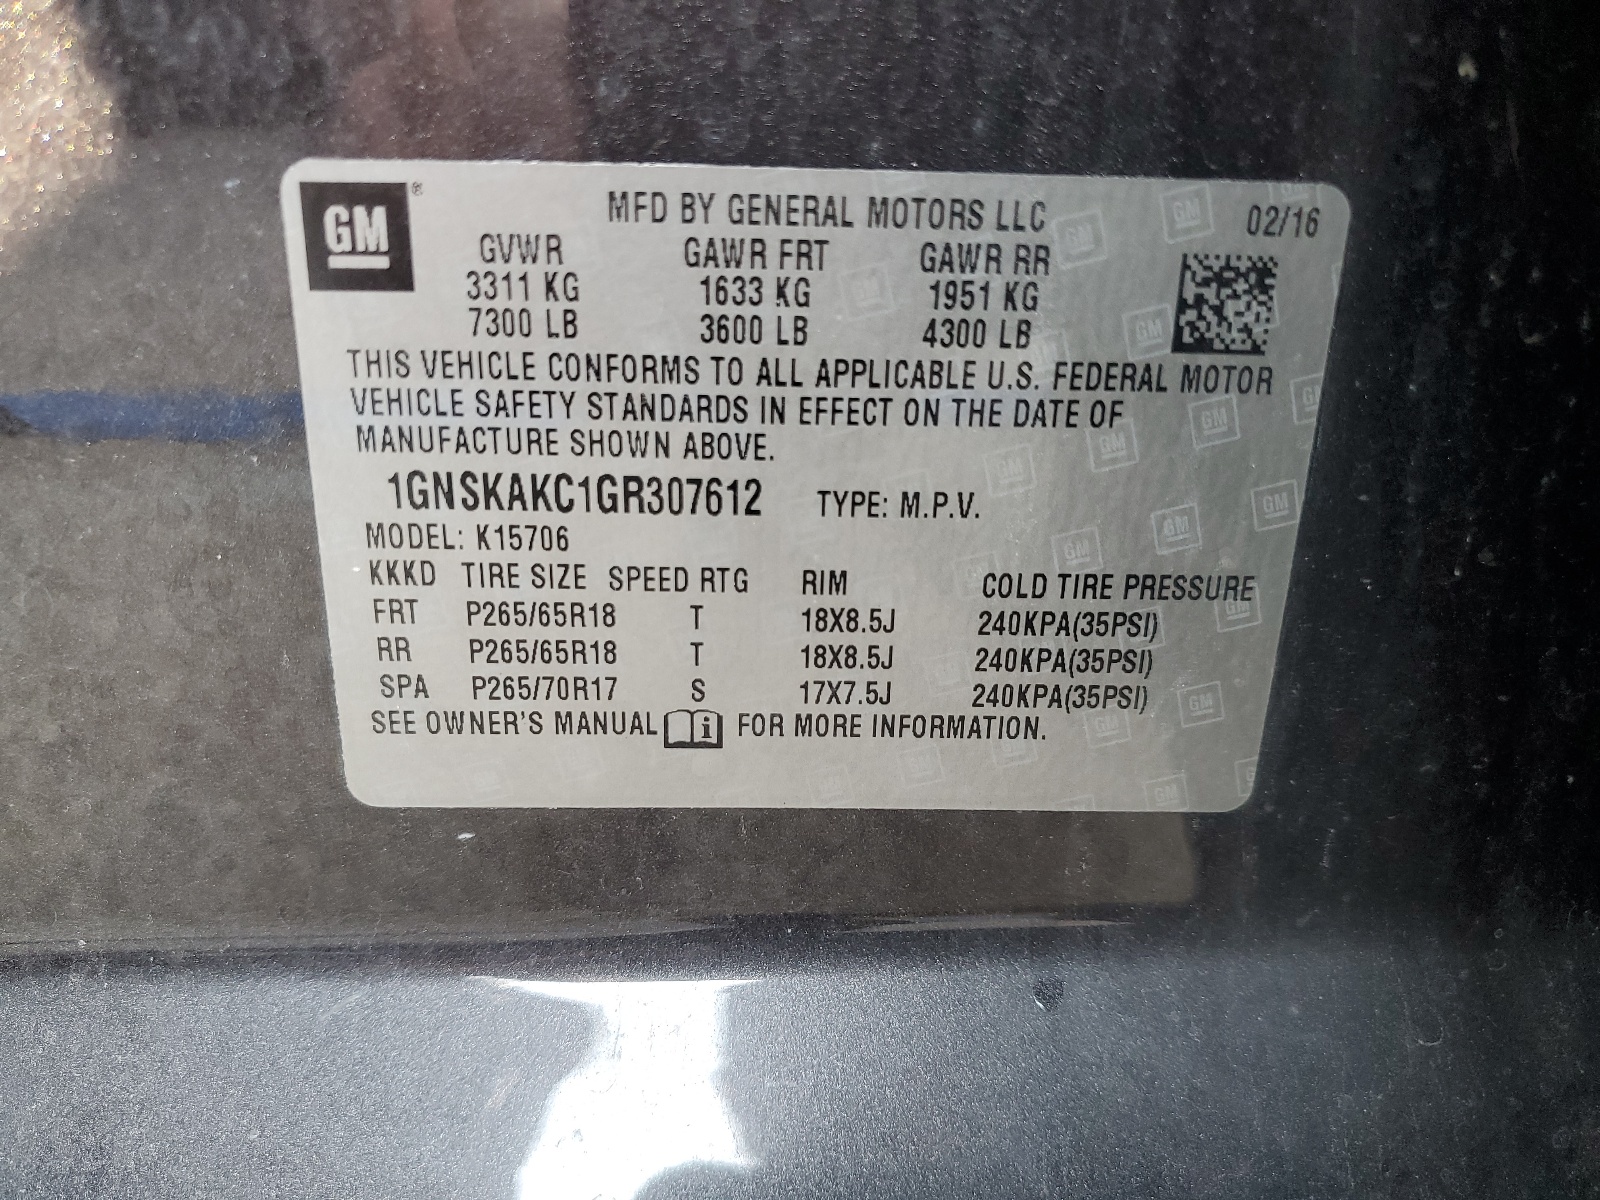 GM ®
MFD BY GENERAL MOTORS LLC 02/16
GVWR GAWR FRT GAWR RR
3311 KG 1633 KG 1951 KG
7300 LB 3600 LB 4300 LB
THIS VEHICLE CONFORMS TO ALL APPLICABLE U.S. FEDERAL MOTOR
VEHICLE SAFETY STANDARDS IN EFFECT ON THE DATE OF
MANUFACTURE SHOWN ABOVE.
1GNSKAKC1GR307612 TYPE: M.P.V.
MODEL: K15706
KKKD TIRE SIZE SPEED RTG RIM COLD TIRE PRESSURE
FRT P265/65R18 T 18X8.5J 240KPA(35PSI)
RR P265/65R18 T 18X8.5J 240KPA(35PSI)
SPA P265/70R17 S 17X7.5J 240KPA(35PSI)
SEE OWNER'S MANUAL i FOR MORE INFORMATION.